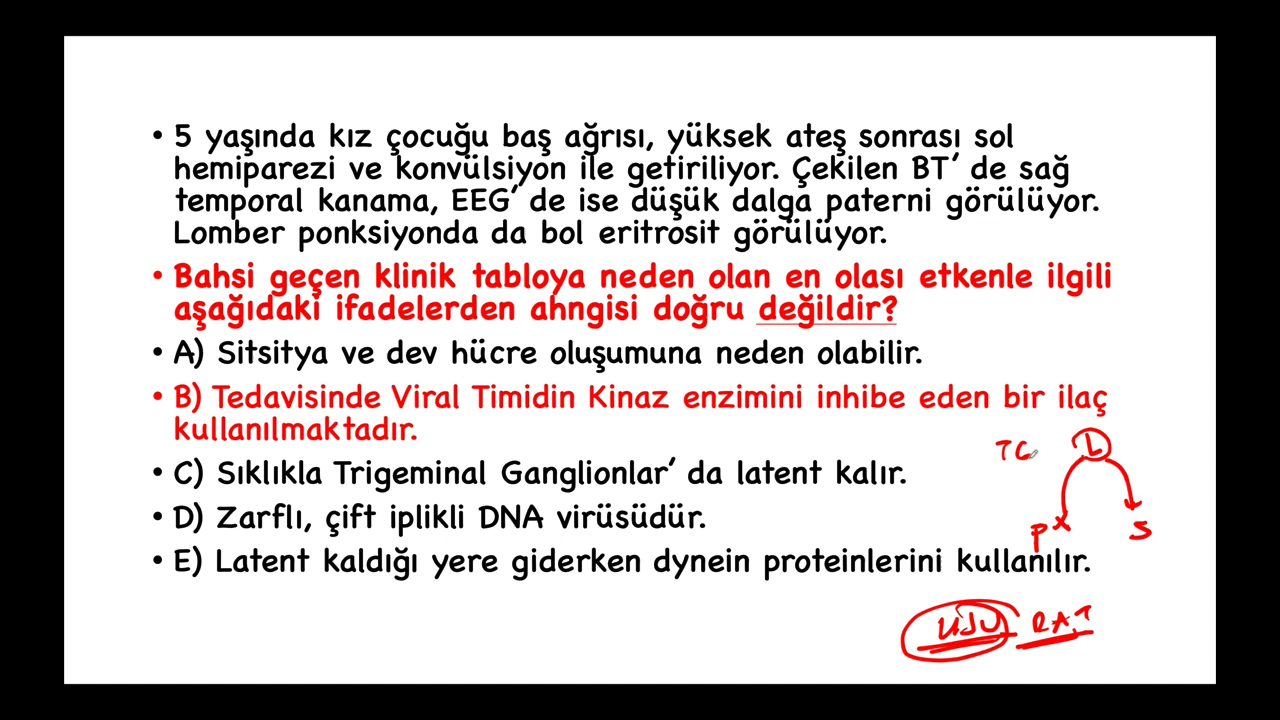 • 5 yaşında kız çocuğu baş ağrısı, yüksek ateş sonrası sol
hemiparezi ve konvülsiyon ile getiriliyor. Çekilen BT' de sağ
temporal kanama, EEG' de ise düşük dalga paterni görülüyor.
Lomber ponksiyonda da bol eritrosit görülüyor.
• Bahsi geçen klinik tabloya neden olan en olası etkenle ilgili
aşağıdaki ifadelerden ahngisi doğru değildir?
• A) Sitsitya ve dev hücre oluşumuna neden olabilir.
• B) Tedavisinde Viral Timidin Kinaz enzimini inhibe eden bir ilaç
kullanılmaktadır.
• C) Sıklıkla Trigeminal Ganglionlar' da latent kalır.
• D) Zarflı, çift iplikli DNA virüsüdür.
• E) Latent kaldığı yere giderken dynein proteinlerini kullanılır.
L
P
S